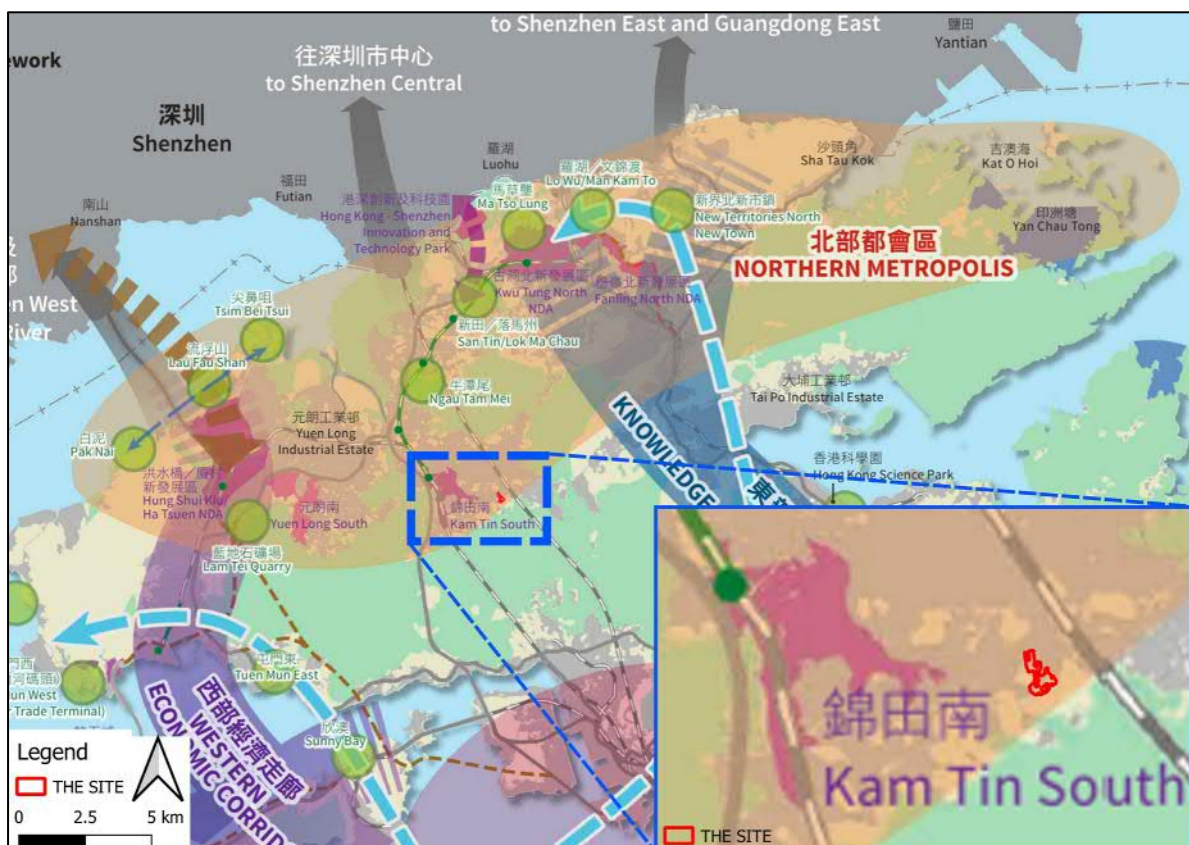 ework
往深圳市中心
to Shenzhen Central
to Shenzhen East and Guangdong East
鹽田
Yantian
深圳
Shenzhen
羅湖
Luohu
沙頭角
Sha Tau Kok
吉澳海
Kat O Hoi
福田
Futian
南山
Nanshan
港深創新及科技園
Hong Kong - Shenzhen
Innovation and
Technology Park
馬草壟
Ma Tso Lung
羅湖／文錦渡
Lo Wu/Man Kam To
新界北新市鎮
New Territories North
New Town
印洲塘
Yan Chau Tong
北部都會區
NORTHERN METROPOLIS
及
部
en West
River
尖鼻咀
Tsim Bei Tsui
流浮山
Lau Fau Shan
古洞北新發展區
Kwu Tung North
NDA
粉嶺北新發展區
Fanling North NDA
新田／落馬州
San Tin/Lok Ma Chau
牛潭尾
Ngau Tam Mei
大埔工業邨
Tai Po Industrial Estate
元朗工業邨
Yuen Long
Industrial Estate
白泥
Pak Nai
洪水橋／厦村
新發展區
Hung Shui Kiu/
Ha Tsuen NDA
元朗南
Yuen Long South
錦田南
Kam Tin South
KNOWLEDGE
香港科學園
Hong Kong Science Park
藍地石礦場
Lam Tei Quarry
屯門東
Tuen Mun East
un West
r Trade Terminal)
欣澳
Sunny Bay
西部經濟走廊
WESTERN
ECONOMIC CORRID
Legend
THE SITE
0 2.5 5 km
錦田南
Kam Tin South
THE SITE